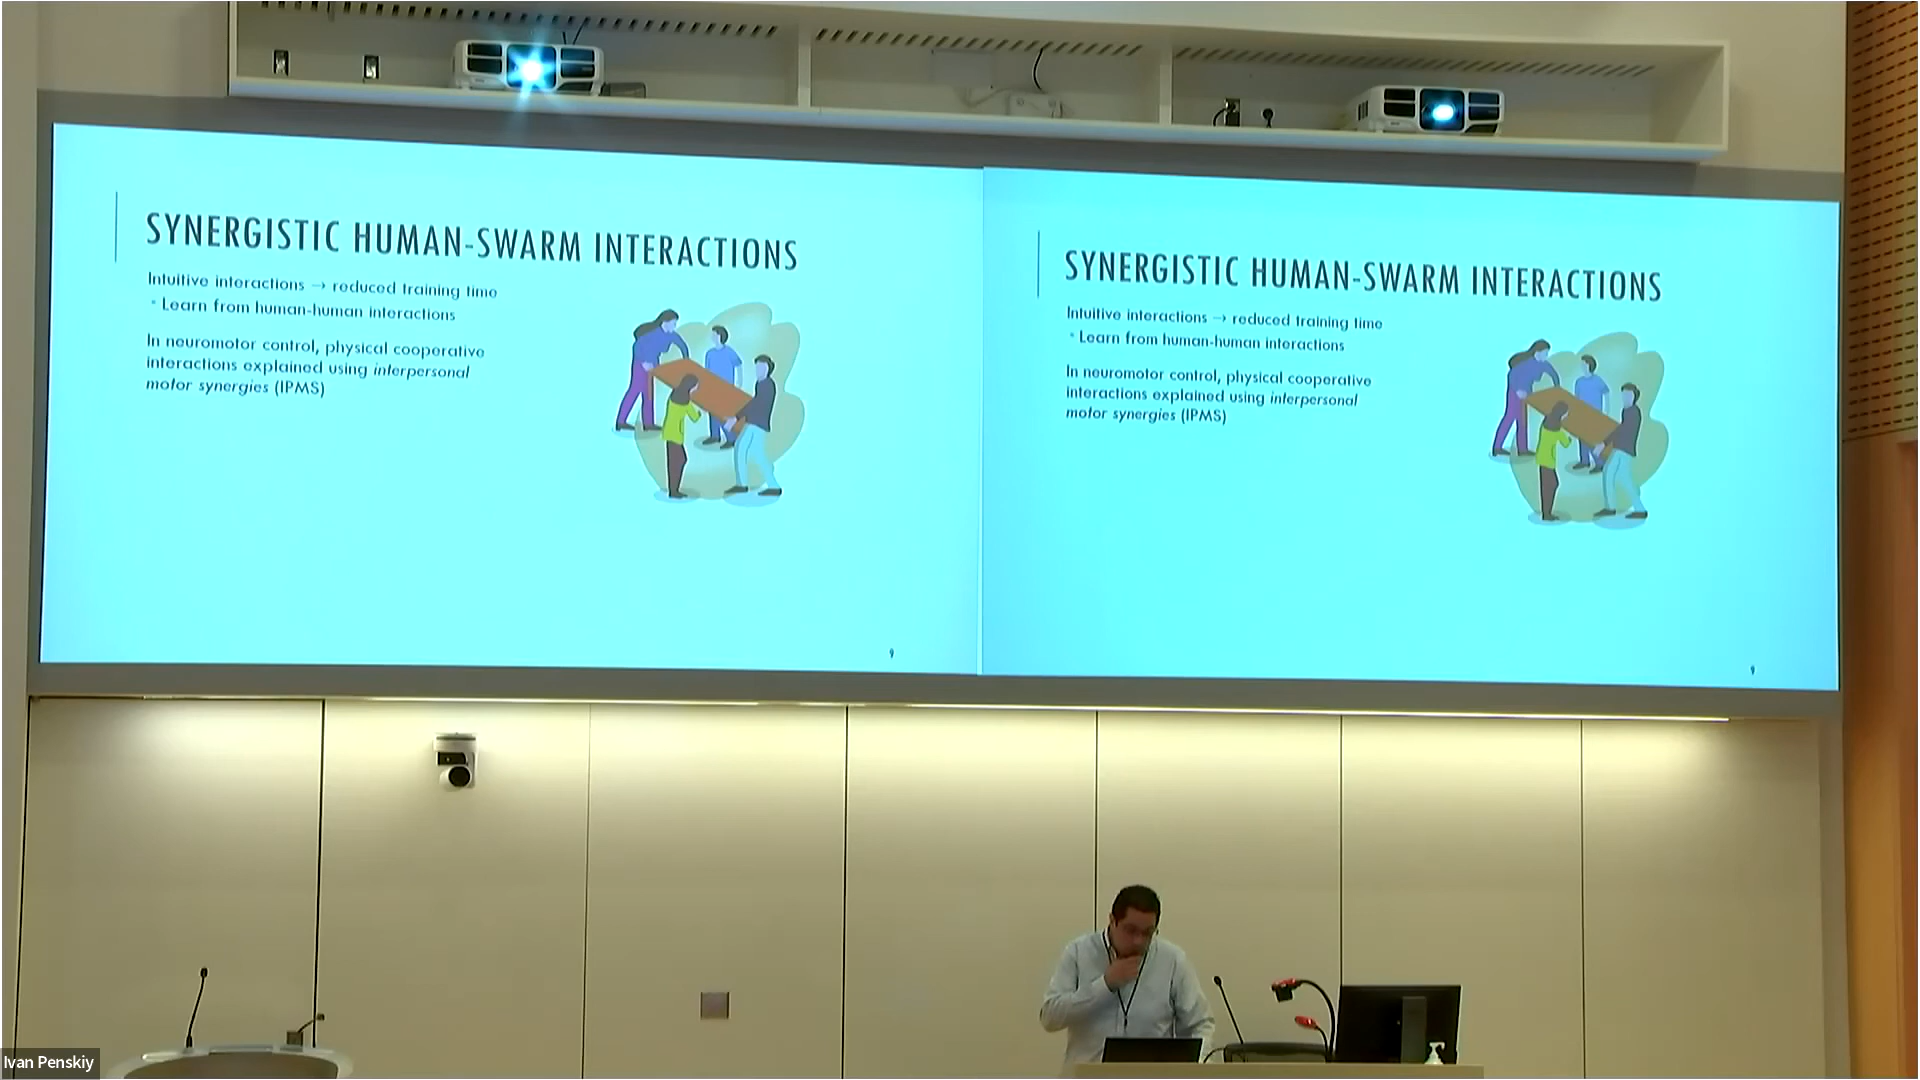 SYNERGISTIC HUMAN-SWARM INTERACTIONS
Intuitive interactions → reduced training time
◦ Learn from human-human interactions
In neuromotor control, physical cooperative
interactions explained using interpersonal
motor synergies (IPMS)
9
SYNERGISTIC HUMAN-SWARM INTERACTIONS
Intuitive interactions → reduced training time
◦ Learn from human-human interactions
In neuromotor control, physical cooperative
interactions explained using interpersonal
motor synergies (IPMS)
9
Ivan Penskiy